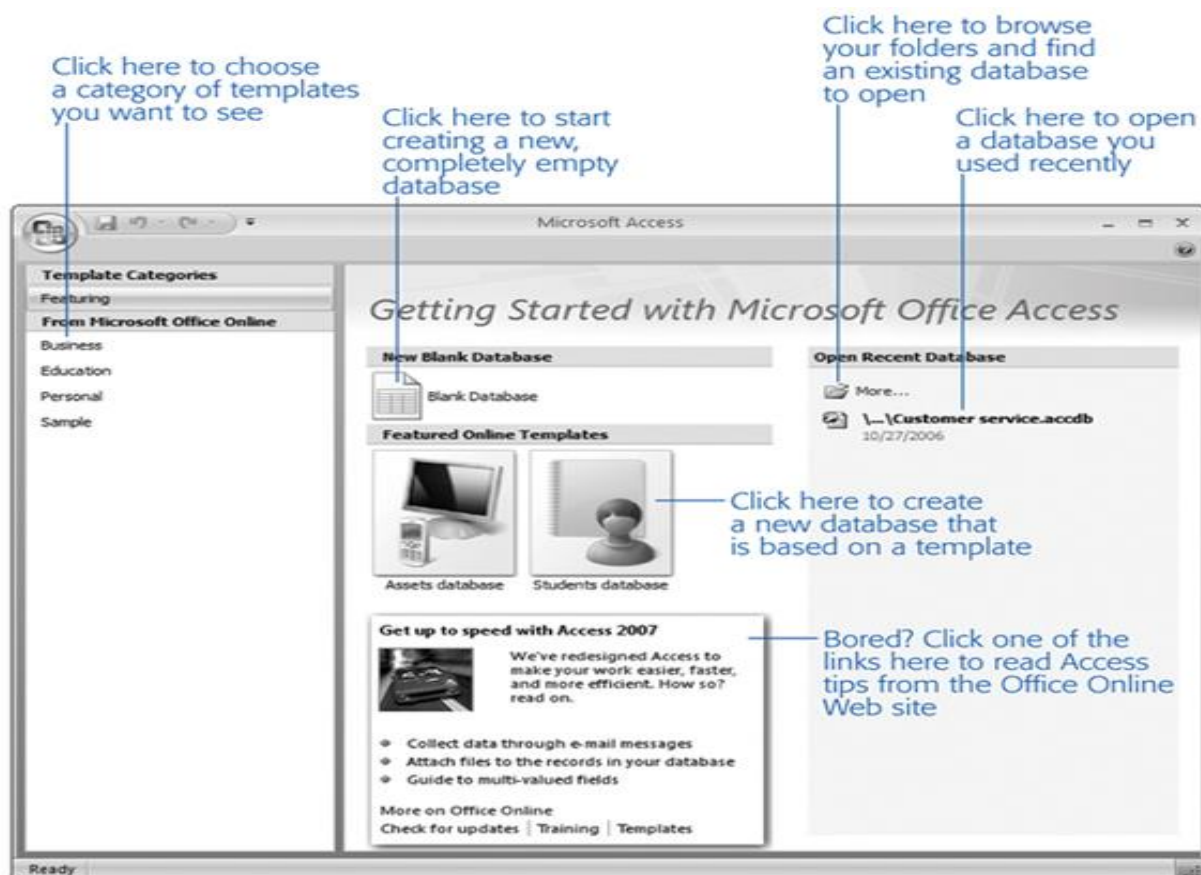 Click here to browse
your folders and find
an existing database
to open
Click here to choose
a category of templates
you want to see
Click here to start
creating a new,
completely empty
database
Click here to open
a database you
used recently
Microsoft Access
Template Categories
Featuring
From Microsoft Office Online
Business
Education
Personal
Sample
Getting Started with Microsoft Office Access
New Blank Database
Blank Database
Featured Online Templates
Assets database
Students database
Open Recent Database
More...
\...\Customer service.accdb
10/27/2006
Click here to create
a new database that
is based on a template
Get up to speed with Access 2007
We've redesigned Access to
make your work easier, faster,
and more efficient. How so?
read on.
Collect data through e-mail messages
Attach files to the records in your database
Guide to multi-valued fields
More on Office Online
Check for updates | Training | Templates
Bored? Click one of the
links here to read Access
tips from the Office Online
Web site
Ready